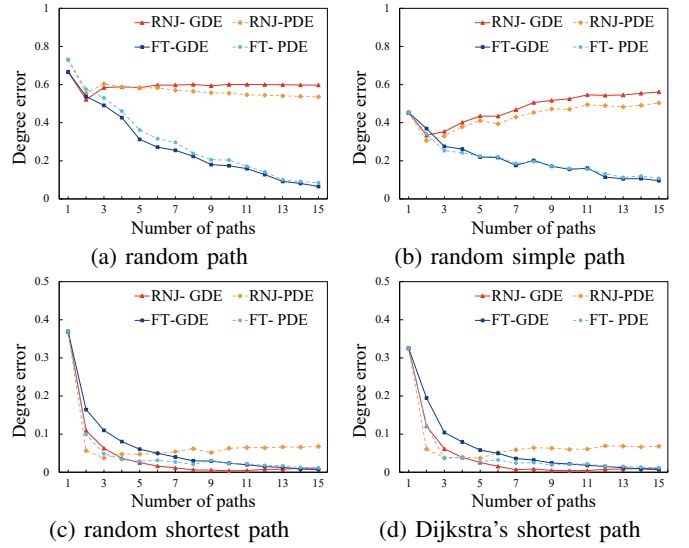 RNJ- GDE RNJ-PDE
FT-GDE FT- PDE
Degree error
1
0.8
0.6
0.4
0.2
0
1 3 5 7 9 11 13 15
Number of paths
(a) random path
RNJ- GDE RNJ-PDE
FT-GDE FT- PDE
Degree error
1
0.8
0.6
0.4
0.2
0
1 3 5 7 9 11 13 15
Number of paths
(b) random simple path
RNJ- GDE RNJ-PDE
FT-GDE FT- PDE
Degree error
0.5
0.4
0.3
0.2
0.1
0
1 3 5 7 9 11 13 15
Number of paths
(c) random shortest path
RNJ- GDE RNJ-PDE
FT-GDE FT- PDE
Degree error
0.5
0.4
0.3
0.2
0.1
0
1 3 5 7 9 11 13 15
Number of paths
(d) Dijkstra's shortest path